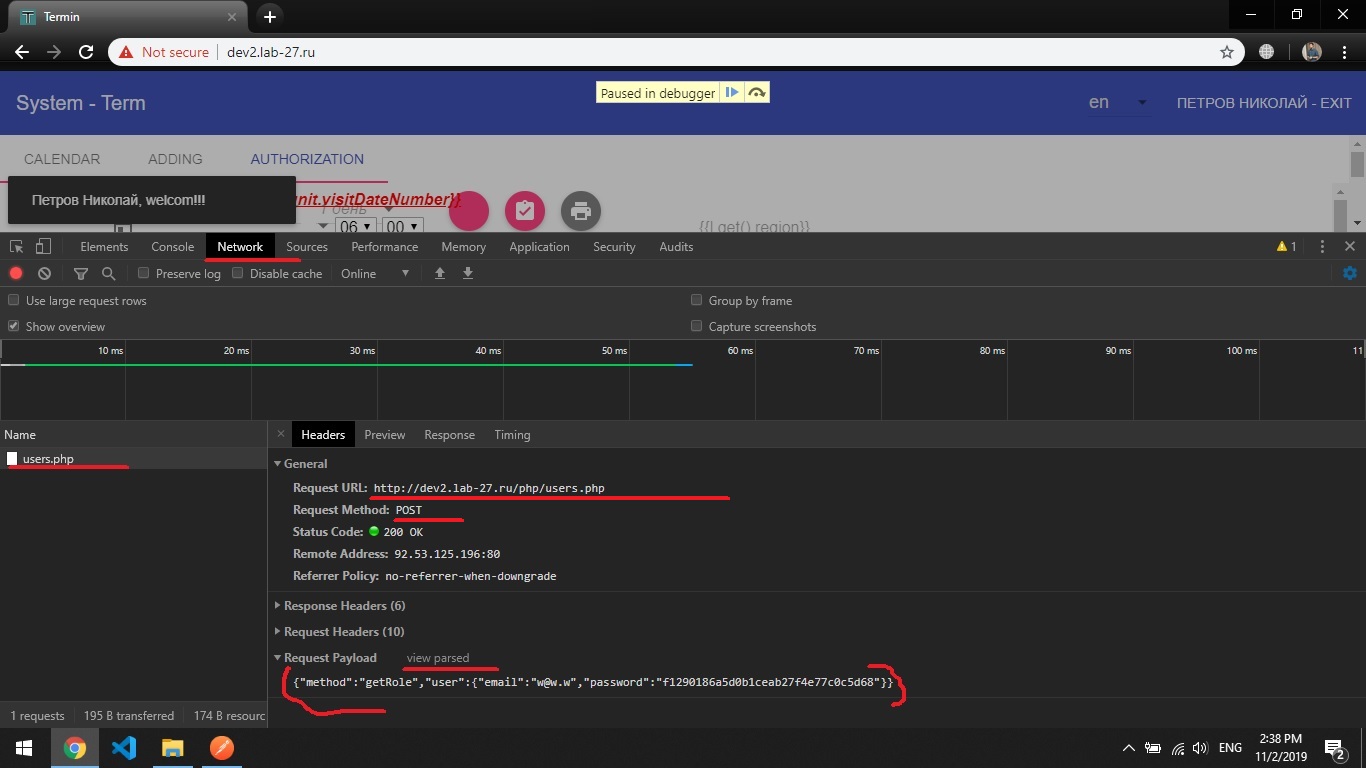 Termin
Not secure
dev2.lab-27.ru
Paused in debugger
System - Term
en
ПЕТРОВ НИКОЛАЙ - EXIT
CALENDAR ADDING AUTHORIZATION
Петров Николай, welcom!!!
unit.visitDateNumber}}
1 день
06 00
{{l.get() region}}
Elements Console Network Sources Performance Memory Application Security Audits 1
Preserve log Disable cache Online
Use large request rows Group by frame
Show overview Capture screenshots
10 ms 20 ms 30 ms 40 ms 50 ms 60 ms 70 ms 80 ms 90 ms 100 ms 11
Name Headers Preview Response Timing
users.php
General
Request URL: http://dev2.lab-27.ru/php/users.php
Request Method: POST
Status Code: 200 OK
Remote Address: 92.53.125.196:80
Referrer Policy: no-referrer-when-downgrade
Response Headers (6)
Request Headers (10)
Request Payload view parsed
{"method":"getRole","user":{"email":"w@w.w","password":"f1290186a5d0b1ceab27f4e77c0c5d68"}}
1 requests 195 B transferred 174 B resourc
ENG
2:38 PM
11/2/2019
2